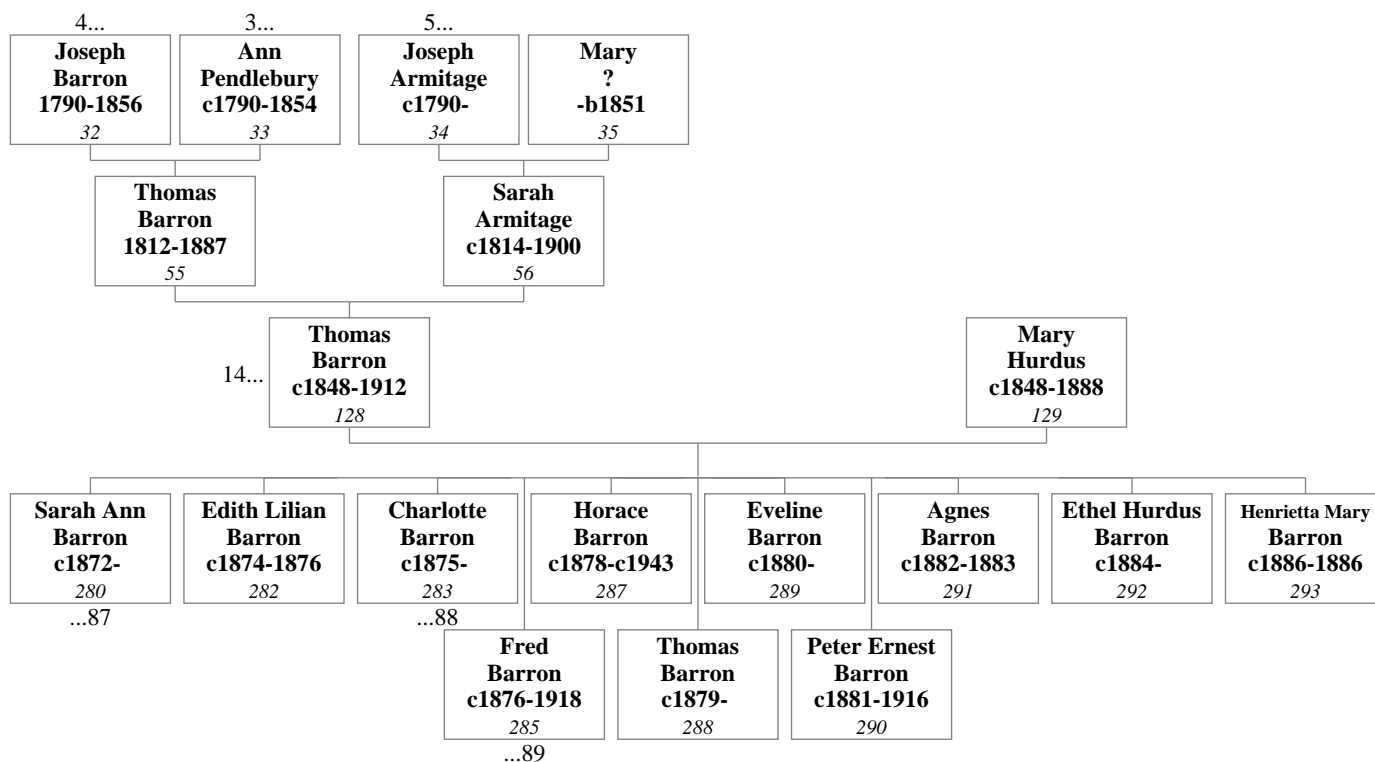 4...
3...
5...
Joseph
Barron
1790-1856
32
Ann
Pendlebury
c1790-1854
33
Joseph
Armitage
c1790-
34
Mary
?
-b1851
35
Thomas
Barron
1812-1887
55
Sarah
Armitage
c1814-1900
56
14...
Thomas
Barron
c1848-1912
128
Mary
Hurdus
c1848-1888
129
Sarah Ann
Barron
c1872-
280
...87
Edith Lilian
Barron
c1874-1876
282
Charlotte
Barron
c1875-
283
...88
Horace
Barron
c1878-c1943
287
Eveline
Barron
c1880-
289
Agnes
Barron
c1882-1883
291
Ethel Hurdus
Barron
c1884-
292
Henrietta Mary
Barron
c1886-1886
293
Fred
Barron
c1876-1918
285
...89
Thomas
Barron
c1879-
288
Peter Ernest
Barron
c1881-1916
290